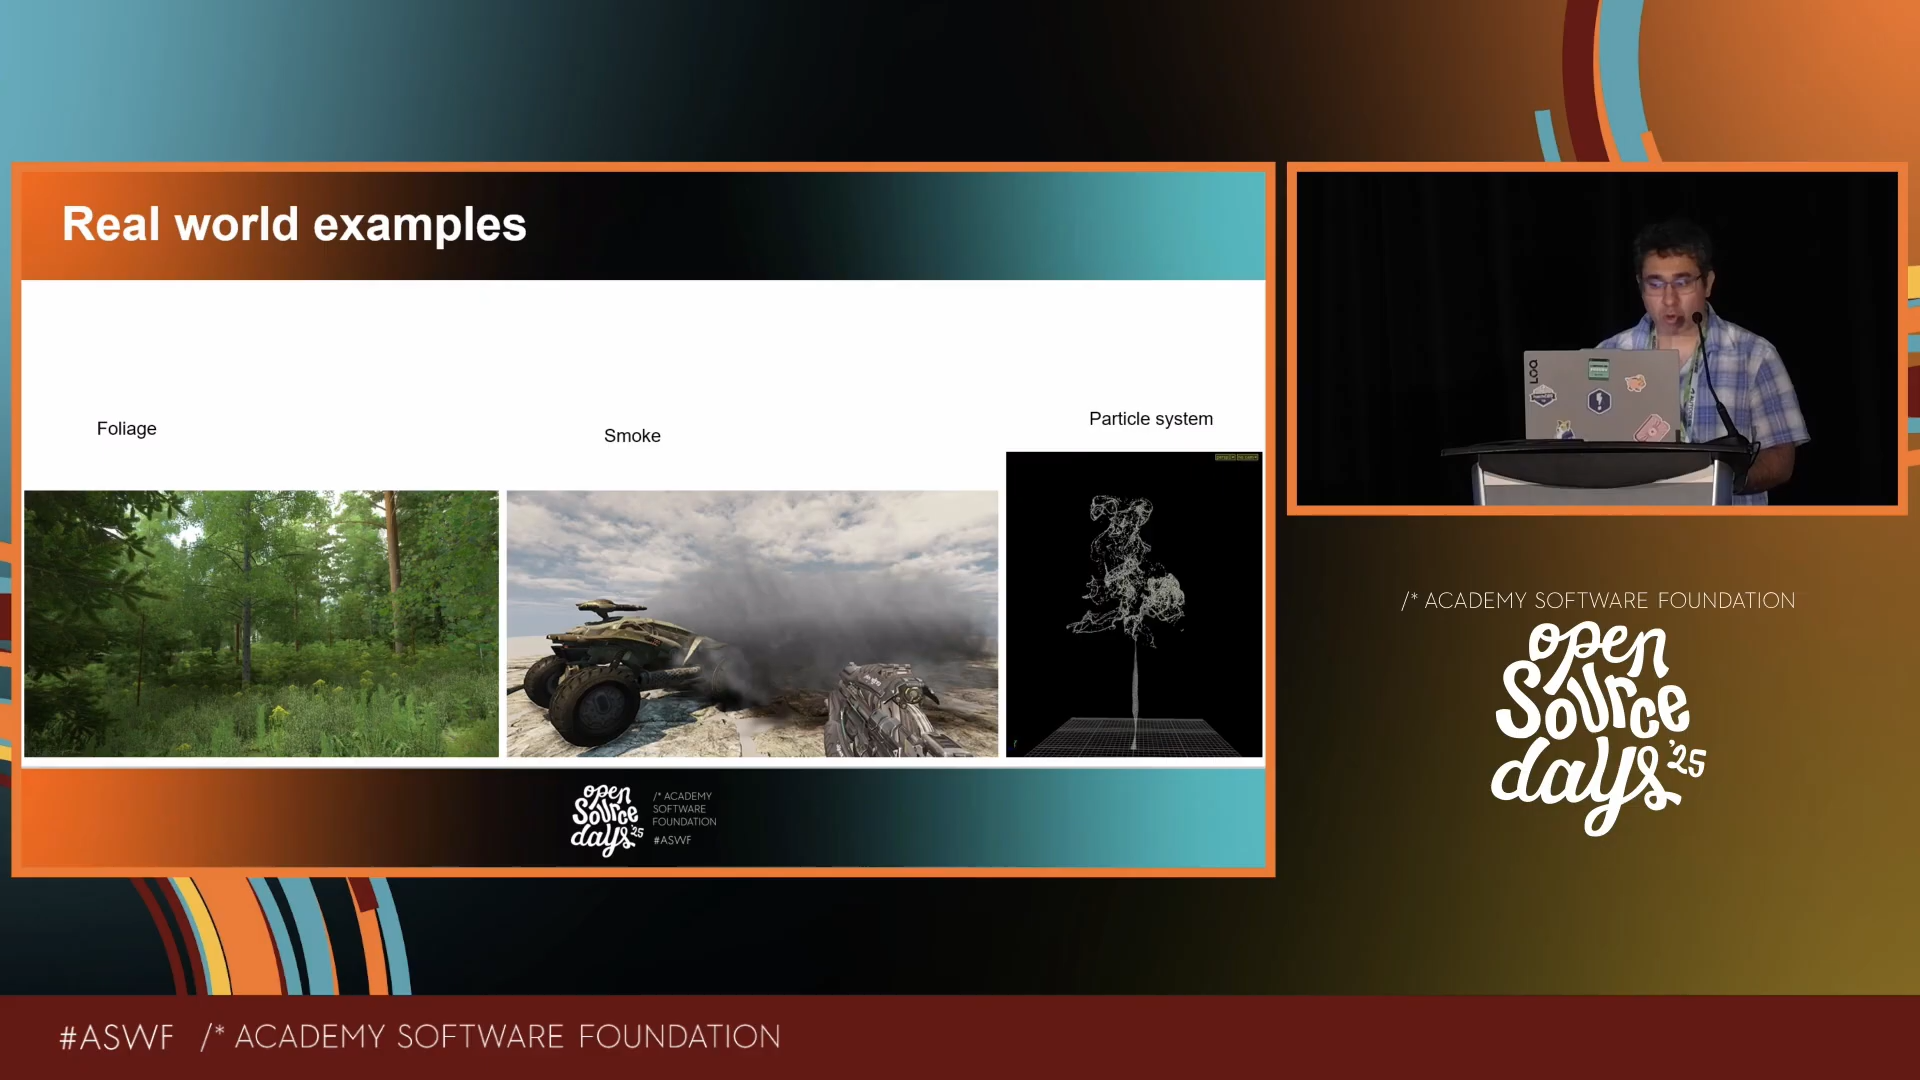 Real world examples
Foliage
Smoke
Particle system
open
Source
days '25
/* ACADEMY
SOFTWARE
FOUNDATION
#ASWF
LOQ
/* ACADEMY SOFTWARE FOUNDATION
open
Source
days '25
#ASWF /* ACADEMY SOFTWARE FOUNDATION